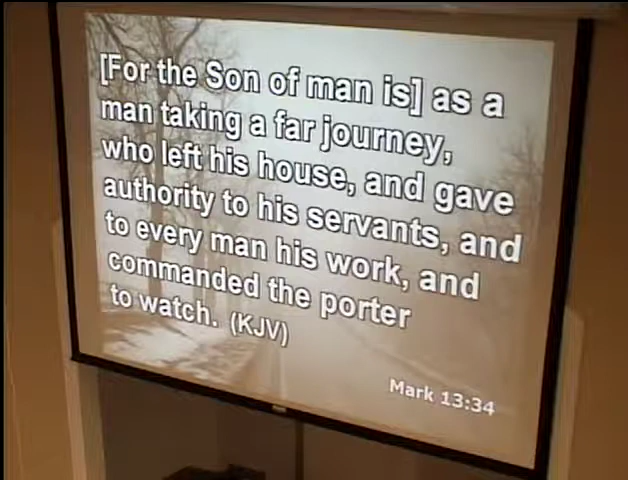 [For the Son of man is] as a
man taking a far journey,
who left his house, and gave
authority to his servants, and
to every man his work, and
commanded the porter
to watch. (KJV)
Mark 13:34